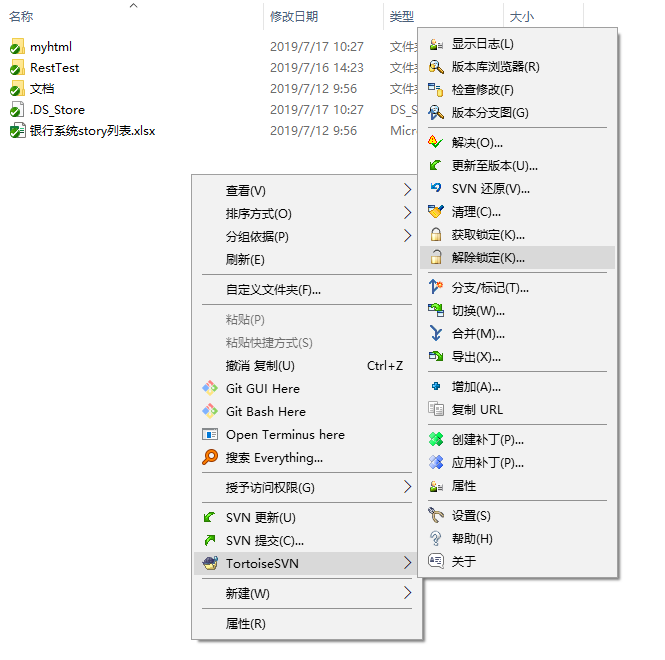 名称 修改日期 类型 大小
myhtml 2019/7/17 10:27 文件夹
RestTest 2019/7/16 14:23 文件
文档 2019/7/12 9:56 文件
.DS_Store 2019/7/17 10:27 DS_S
银行系统story列表.xlsx 2019/7/12 9:56 Micr
查看(V)
排序方式(O)
分组依据(P)
刷新(E)
自定义文件夹(F)...
粘贴(P)
粘贴快捷方式(S)
撤消 复制(U) Ctrl+Z
Git GUI Here
Git Bash Here
Open Terminus here
搜索 Everything...
授予访问权限(G)
SVN 更新(U)
SVN 提交(C)...
TortoiseSVN
新建(W)
属性(R)
显示日志(L)
版本库浏览器(R)
检查修改(F)
版本分支图(G)
解决(O)...
更新至版本(U)...
SVN 还原(V)...
清理(C)...
获取锁定(K)...
解除锁定(K)...
分支/标记(T)...
切换(W)...
合并(M)...
导出(X)...
增加(A)...
复制 URL
创建补丁(P)...
应用补丁(P)...
属性
设置(S)
帮助(H)
关于